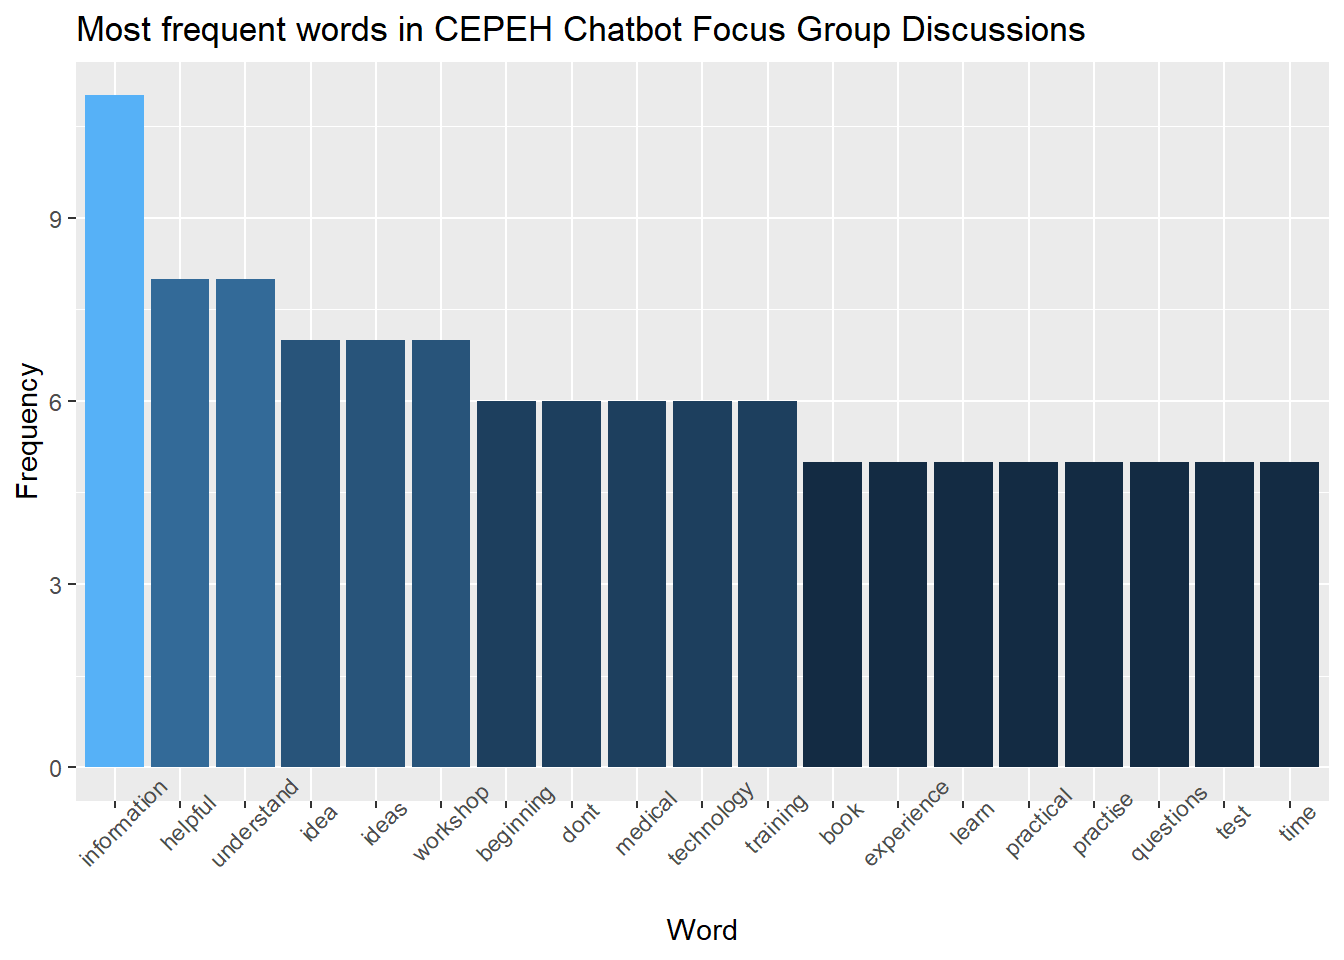 Most frequent words in CEPEH Chatbot Focus Group Discussions
Frequency
9
6
3
0
information
helpful
understand
idea
ideas
workshop
beginning
dont
medical
technology
training
book
experience
learn
practical
practise
questions
test
time
Word